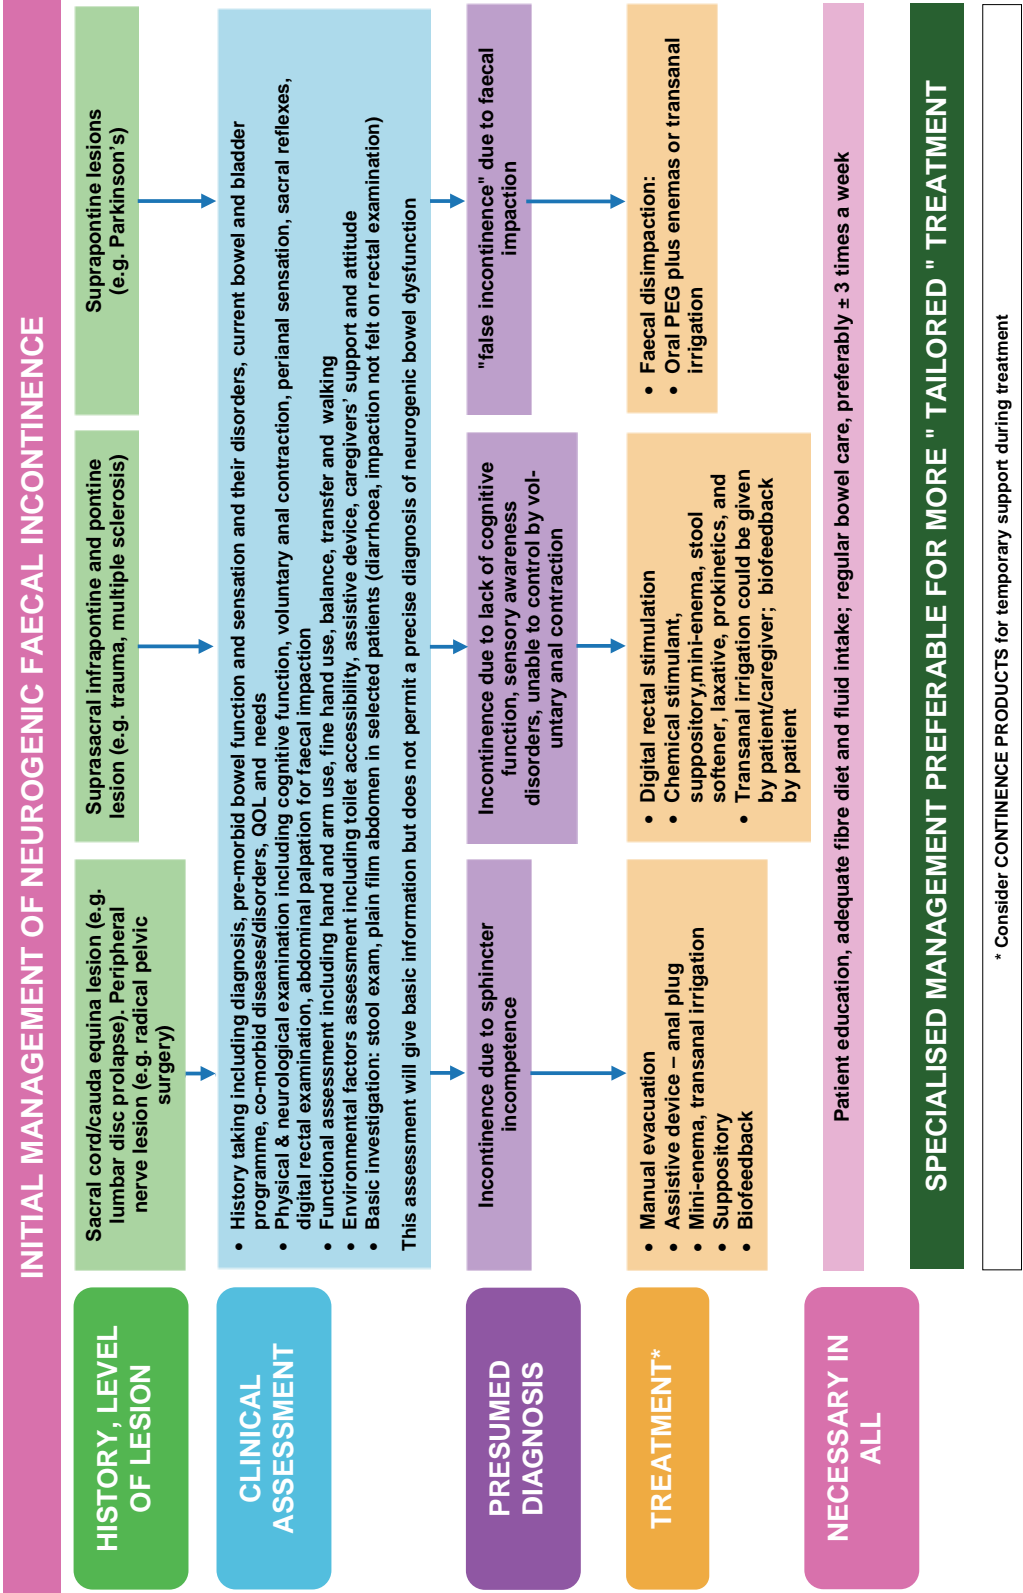 INITIAL MANAGEMENT OF NEUROGENIC FAECAL INCONTINENCE
HISTORY, LEVEL
OF LESION
Sacral cord/cauda equina lesion (e.g.
lumbar disc prolapse). Peripheral
nerve lesion (e.g. radical pelvic
surgery)
Suprasacral infrapontine and pontine
lesion (e.g. trauma, multiple sclerosis)
Suprapontine lesions
(e.g. Parkinson's)
CLINICAL
ASSESSMENT
• History taking including diagnosis, pre-morbid bowel function and sensation and their disorders, current bowel and bladder
programme, co-morbid diseases/disorders, QOL and needs
• Physical & neurological examination including cognitive function, voluntary anal contraction, perianal sensation, sacral reflexes,
digital rectal examination, abdominal palpation for faecal impaction
• Functional assessment including hand and arm use, fine hand use, balance, transfer and walking
• Environmental factors assessment including toilet accessibility, assistive device, caregivers' support and attitude
• Basic investigation: stool exam, plain film abdomen in selected patients (diarrhoea, impaction not felt on rectal examination)
This assessment will give basic information but does not permit a precise diagnosis of neurogenic bowel dysfunction
PRESUMED
DIAGNOSIS
Incontinence due to sphincter
incompetence
Incontinence due to lack of cognitive
function, sensory awareness
disorders, unable to control by vol-
untary anal contraction
"false incontinence" due to faecal
impaction
TREATMENT*
• Manual evacuation
• Assistive device – anal plug
• Mini-enema, transanal irrigation
• Suppository
• Biofeedback
• Digital rectal stimulation
• Chemical stimulant,
suppository,mini-enema, stool
softener, laxative, prokinetics, and
• Transanal irrigation could be given
by patient/caregiver; biofeedback
by patient
• Faecal disimpaction:
• Oral PEG plus enemas or transanal
irrigation
NECESSARY IN
ALL
Patient education, adequate fibre diet and fluid intake; regular bowel care, preferably ± 3 times a week
SPECIALISED MANAGEMENT PREFERABLE FOR MORE " TAILORED " TREATMENT
* Consider CONTINENCE PRODUCTS for temporary support during treatment